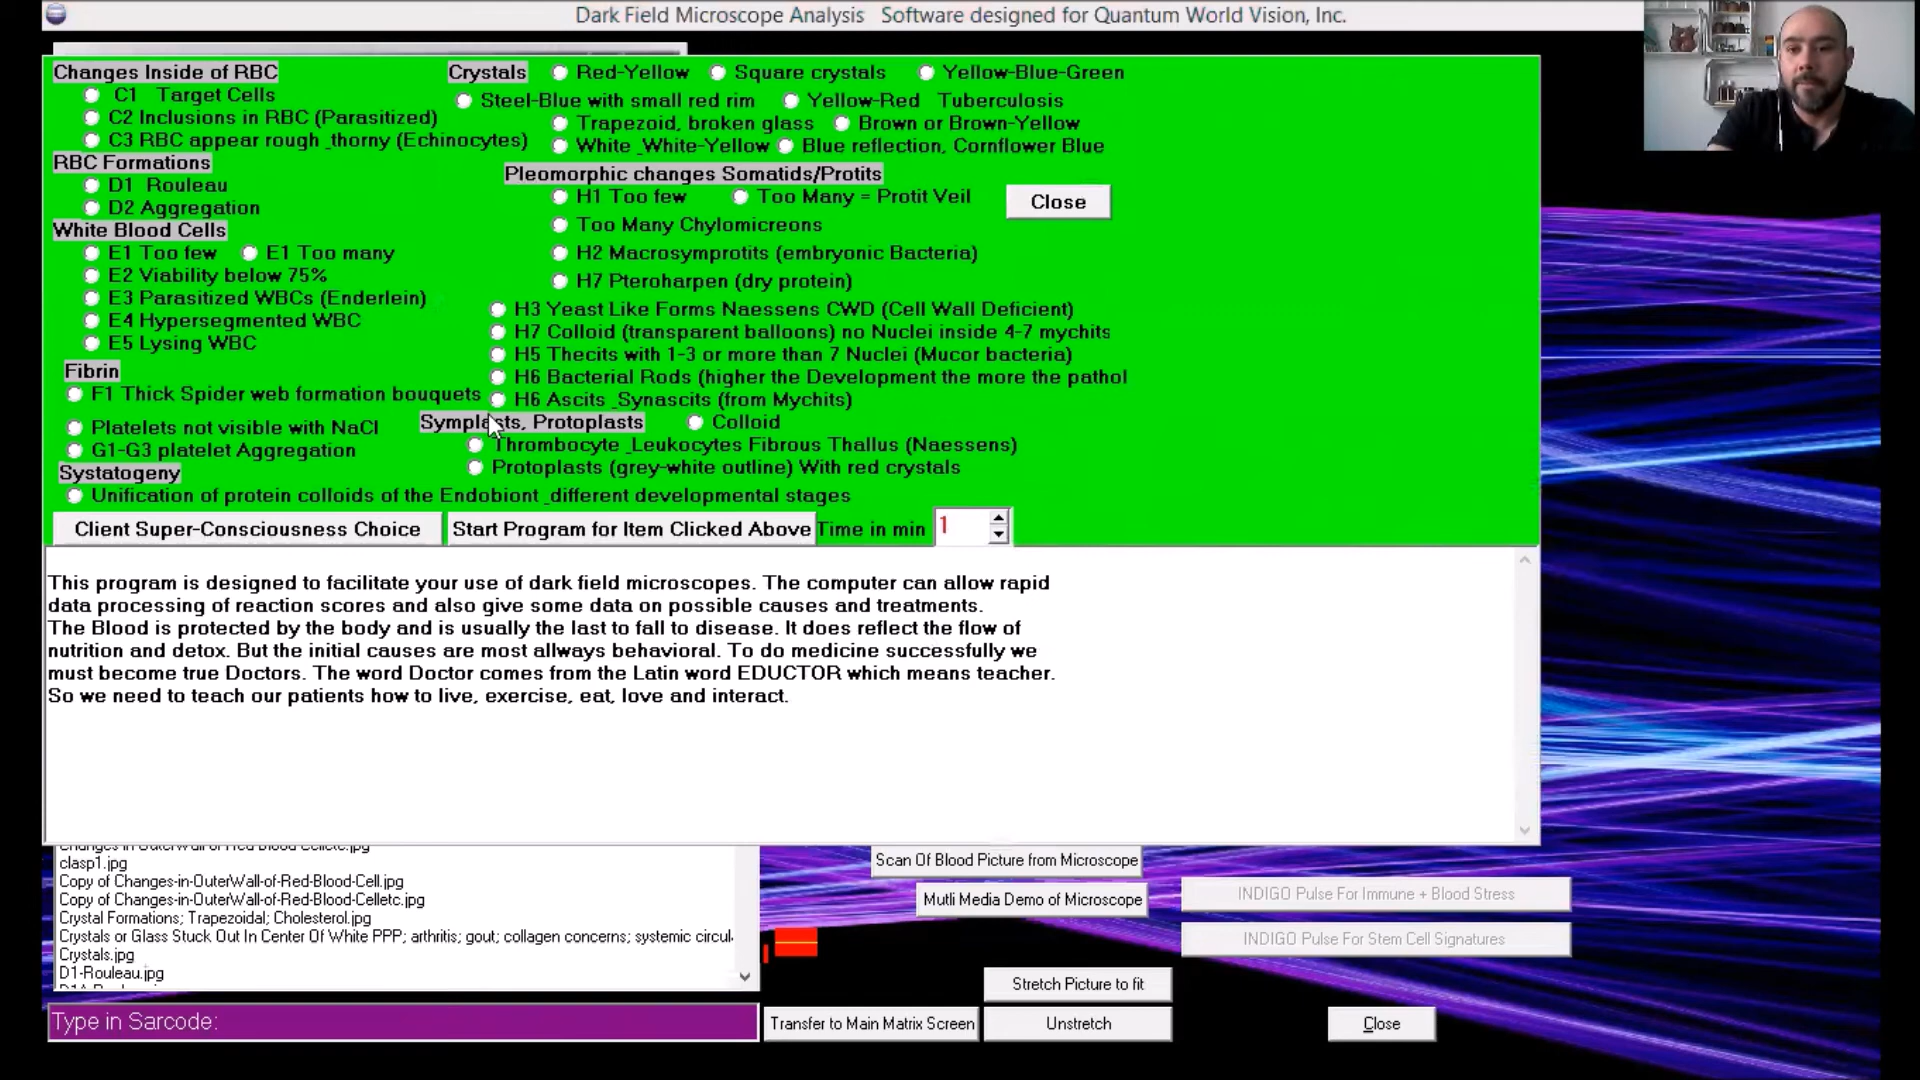 Dark Field Microscope Analysis   Software designed for Quantum World Vision, Inc.
Changes Inside of RBC
C1   Target Cells
C2 Inclusions in RBC (Parasitized)
C3 RBC appear rough _thorny (Echinocytes)
RBC Formations
D1  Rouleau
D2 Aggregation
White Blood Cells
E1 Too few
E1 Too many
E2 Viability below 75%
E3 Parasitized WBCs (Enderlein)
E4 Hypersegmented WBC
E5 Lysing WBC
Fibrin
F1 Thick Spider web formation bouquets
Platelets not visible with NaCl
G1-G3 platelet Aggregation
Systatogeny
Unification of protein colloids of the Endobiont _different developmental stages
Crystals
Red-Yellow
Square crystals
Yellow-Blue-Green
Steel-Blue with small red rim
Yellow-Red   Tuberculosis
Trapezoid, broken glass
Brown or Brown-Yellow
White _White-Yellow
Blue reflection, Cornflower Blue
Pleomorphic changes Somatids/Protits
H1 Too few
Too Many = Protit Veil
Close
Too Many Chylomicreons
H2 Macrosymprotits (embryonic Bacteria)
H7 Pteroharpen (dry protein)
H3 Yeast Like Forms Naessens CWD (Cell Wall Deficient)
H7 Colloid (transparent balloons) no Nuclei inside 4-7 mychits
H5 Thecits with 1-3 or more than 7 Nuclei (Mucor bacteria)
H6 Bacterial Rods (higher the Development the more the pathol
H6 Ascits _Synascits (from Mychits)
Symplasts, Protoplasts
Colloid
Thrombocyte _Leukocytes Fibrous Thallus (Naessens)
Protoplasts (grey-white outline) With red crystals
Client Super-Consciousness Choice
Start Program for Item Clicked Above
Time in min
1
This program is designed to facilitate your use of dark field microscopes. The computer can allow rapid
data processing of reaction scores and also give some data on possible causes and treatments.
The Blood is protected by the body and is usually the last to fall to disease. It does reflect the flow of
nutrition and detox. But the initial causes are most allways behavioral. To do medicine successfully we
must become true Doctors. The word Doctor comes from the Latin word EDUCTOR which means teacher.
So we need to teach our patients how to live, exercise, eat, love and interact.
Changes in OuterWall of Red Blood Celletc.jpg
clasp1.jpg
Copy of Changes-in-OuterWall-of-Red-Blood-Cell.jpg
Copy of Changes-in-OuterWall-of-Red-Blood-Celletc.jpg
Crystal Formations; Trapezoidal; Cholesterol.jpg
Crystals or Glass Stuck Out In Center Of White PPP; arthritis; gout; collagen concerns; systemic circul
Crystals.jpg
D1-Rouleau.jpg
Scan Of Blood Picture from Microscope
Mutli Media Demo of Microscope
INDIGO Pulse For Immune + Blood Stress
INDIGO Pulse For Stem Cell Signatures
Stretch Picture to fit
Type in Sarcode:
Transfer to Main Matrix Screen
Unstretch
Close